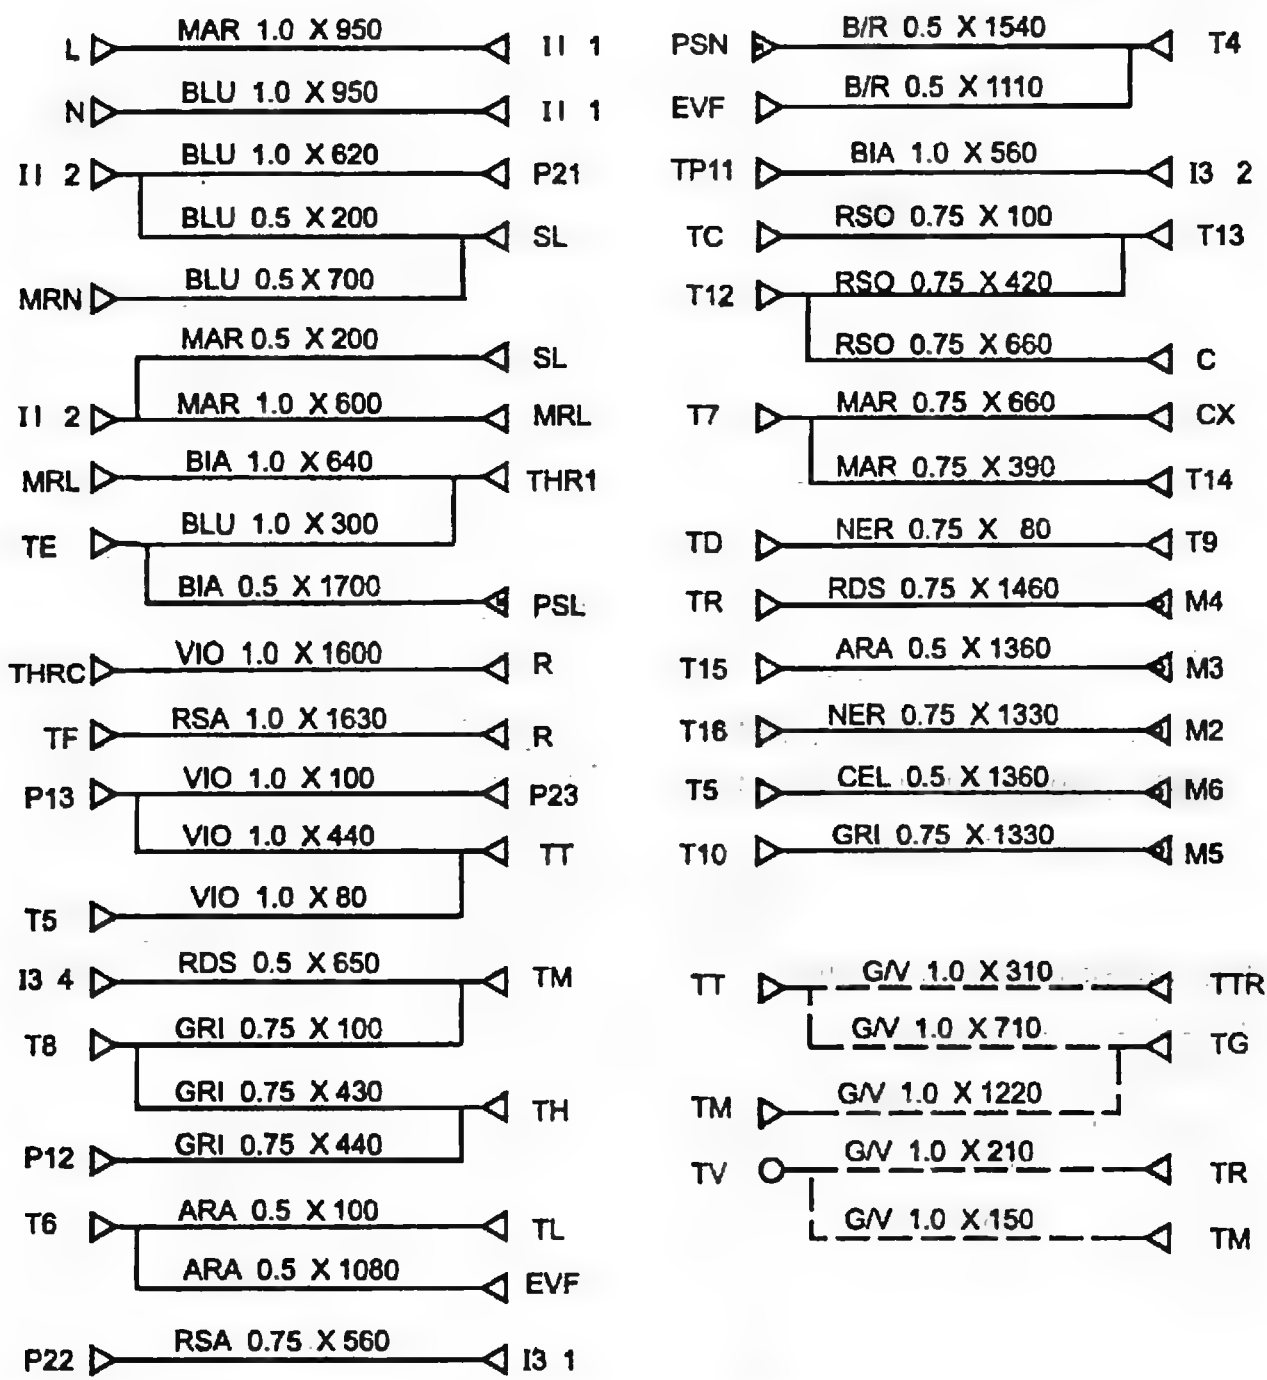 L MAR 1.0 X 950 I1 1
N BLU 1.0 X 950 I1 1
I1 2 BLU 1.0 X 620 P21
BLU 0.5 X 200 SL
MRN BLU 0.5 X 700
MAR 0.5 X 200 SL
I1 2 MAR 1.0 X 600 MRL
MRL BIA 1.0 X 640 THR1
TE BLU 1.0 X 300
BIA 0.5 X 1700 PSL
THRC VIO 1.0 X 1600 R
TF RSA 1.0 X 1630 R
P13 VIO 1.0 X 100 P23
VIO 1.0 X 440 TT
T5 VIO 1.0 X 80
I3 4 RDS 0.5 X 650 TM
T8 GRI 0.75 X 100
GRI 0.75 X 430 TH
P12 GRI 0.75 X 440
T6 ARA 0.5 X 100 TL
ARA 0.5 X 1080 EVF
P22 RSA 0.75 X 560 I3 1
PSN B/R 0.5 X 1540 T4
EVF B/R 0.5 X 1110
TP11 BIA 1.0 X 560 I3 2
TC RSO 0.75 X 100 T13
T12 RSO 0.75 X 420
RSO 0.75 X 660 C
T7 MAR 0.75 X 660 CX
MAR 0.75 X 390 T14
TD NER 0.75 X 80 T9
TR RDS 0.75 X 1460 M4
T15 ARA 0.5 X 1360 M3
T16 NER 0.75 X 1330 M2
T5 CEL 0.5 X 1360 M6
T10 GRI 0.75 X 1330 M5
TT G/V 1.0 X 310 TTR
G/V 1.0 X 710 TG
TM G/V 1.0 X 1220
TV G/V 1.0 X 210 TR
G/V 1.0 X 150 TM